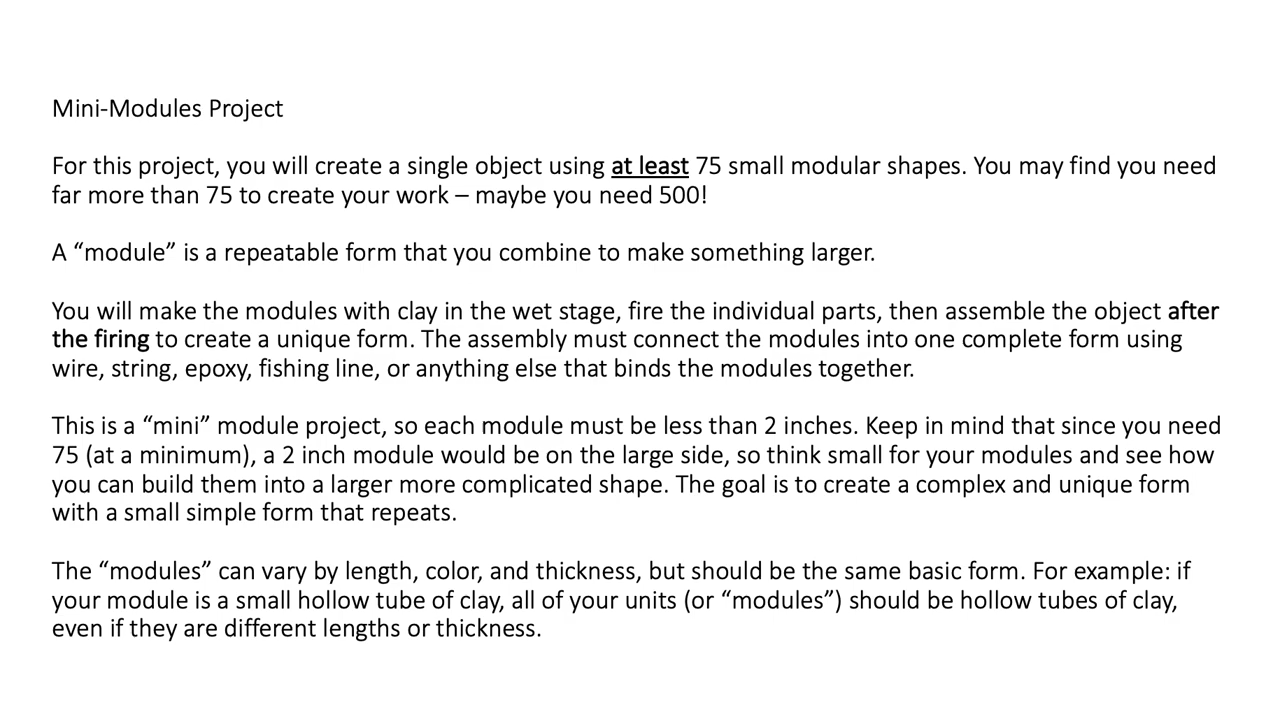 Mini-Modules Project
For this project, you will create a single object using at least 75 small modular shapes. You may find you need
far more than 75 to create your work – maybe you need 500!
A “module” is a repeatable form that you combine to make something larger.
You will make the modules with clay in the wet stage, fire the individual parts, then assemble the object after
the firing to create a unique form. The assembly must connect the modules into one complete form using
wire, string, epoxy, fishing line, or anything else that binds the modules together.
This is a “mini” module project, so each module must be less than 2 inches. Keep in mind that since you need
75 (at a minimum), a 2 inch module would be on the large side, so think small for your modules and see how
you can build them into a larger more complicated shape. The goal is to create a complex and unique form
with a small simple form that repeats.
The “modules” can vary by length, color, and thickness, but should be the same basic form. For example: if
your module is a small hollow tube of clay, all of your units (or “modules”) should be hollow tubes of clay,
even if they are different lengths or thickness.